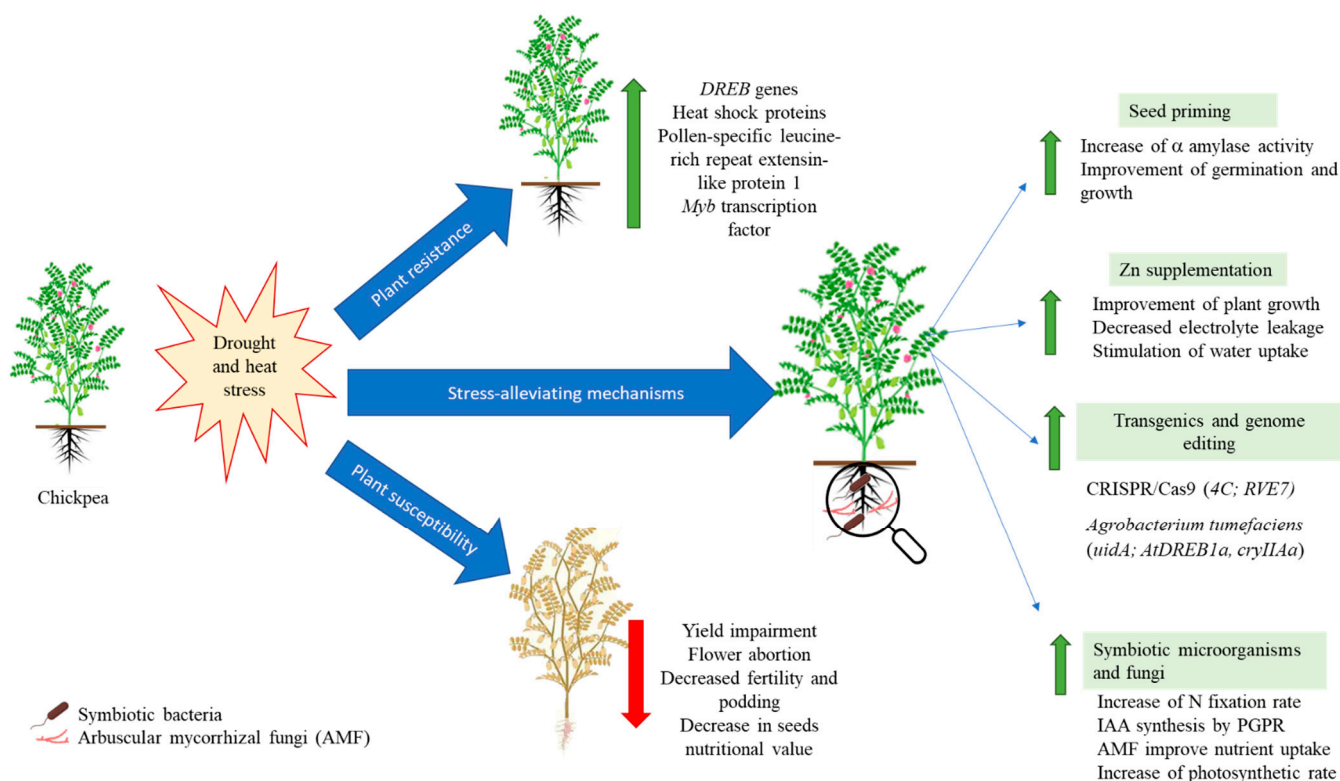 Chickpea
Drought
and heat
stress
Plant resistance
Stress-alleviating mechanisms
Plant susceptibility
DREB genes
Heat shock proteins
Pollen-specific leucine-
rich repeat extensin-
like protein 1
Myb transcription
factor
Yield impairment
Flower abortion
Decreased fertility and
podding
Decrease in seeds
nutritional value
Seed priming
Increase of α amylase activity
Improvement of germination and
growth
Zn supplementation
Improvement of plant growth
Decreased electrolyte leakage
Stimulation of water uptake
Transgenics and genome
editing
CRISPR/Cas9 (4C; RVE7)
Agrobacterium tumefaciens
(uidA; AtDREB1a, cryIIAa)
Symbiotic microorganisms
and fungi
Increase of N fixation rate
IAA synthesis by PGPR
AMF improve nutrient uptake
Increase of photosynthetic rate
Symbiotic bacteria
Arbuscular mycorrhizal fungi (AMF)